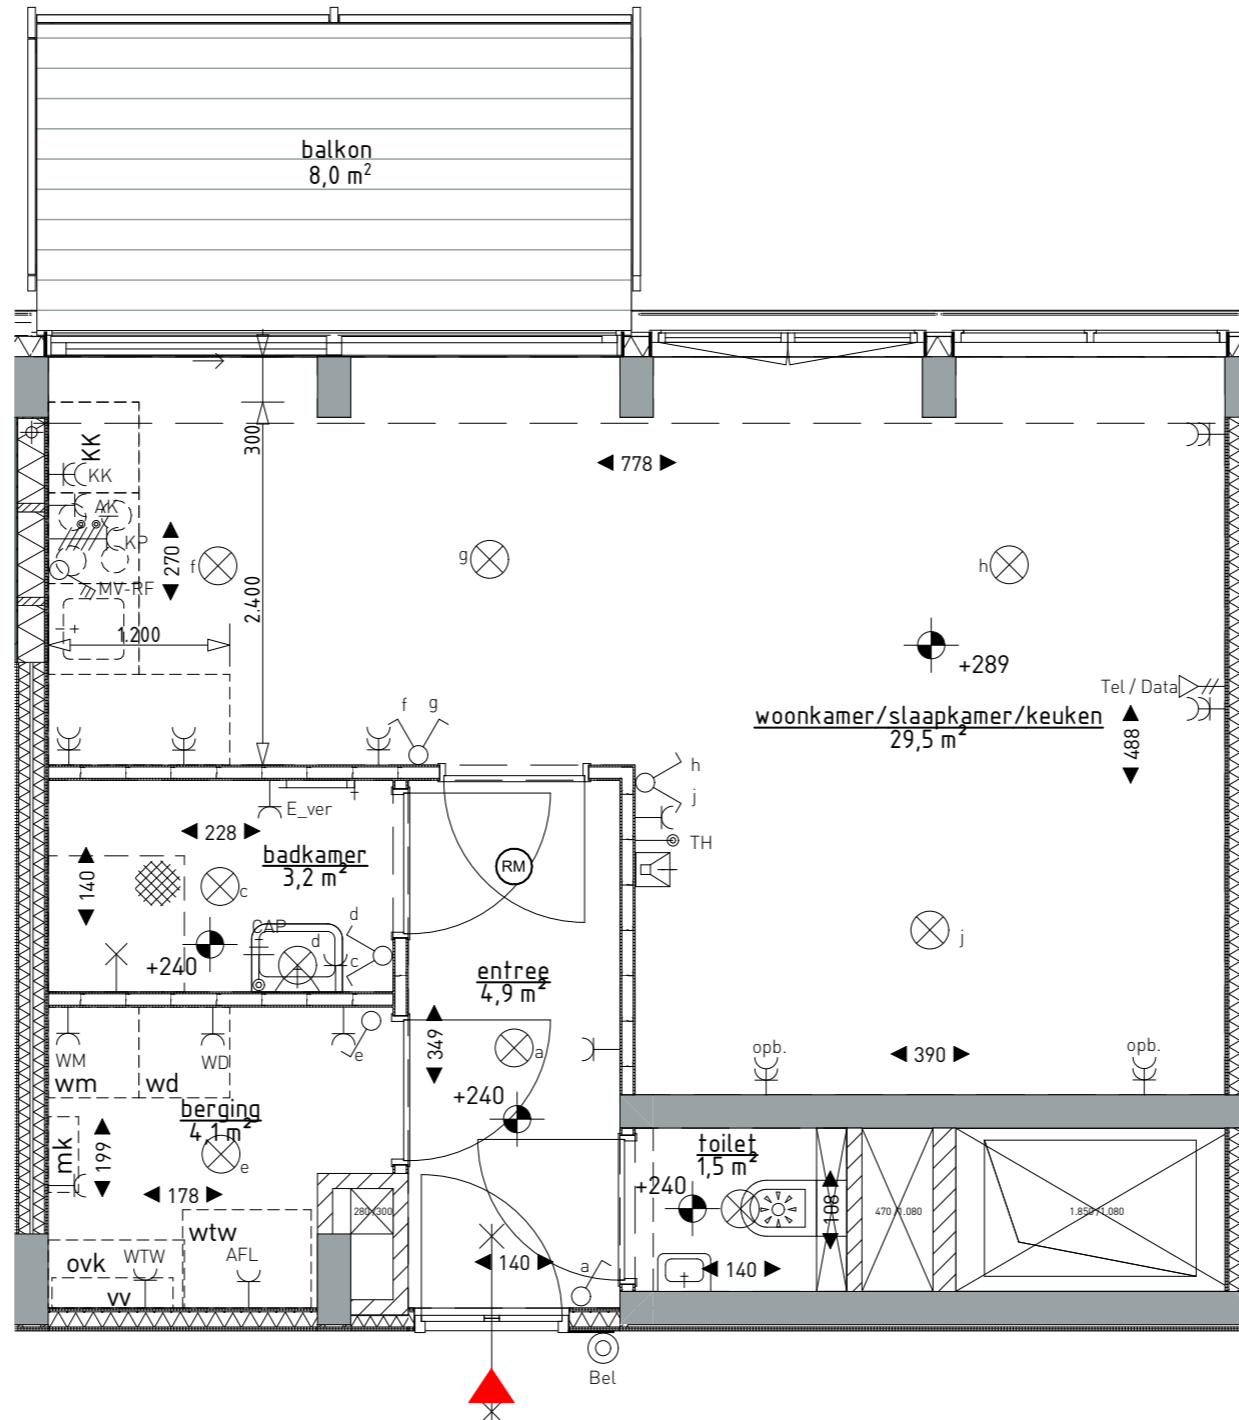 balkon
8,0 m²
300
KK
KK
778
AK
KP
270
f
g
h
MV-RF
2.400
1.200
+289
Tel / Data
f g
woonkamer/slaapkamer/keuken
29,5 m²
488
h
j
E_ver
228
TH
badkamer
3,2 m²
RM
140
c
CAP
d
d
c
j
+240
entree
4,9 m²
349
a
e
WM
WD
wm
wd
opb.
390
opb.
+240
berging
4,1 m²
mk
199
e
toilet
1,5 m²
+240
178
280/300
108
470 / 1.080
1.850/1.080
wtw
ovk
WTW
AFL
140
a
140
vv
Bel